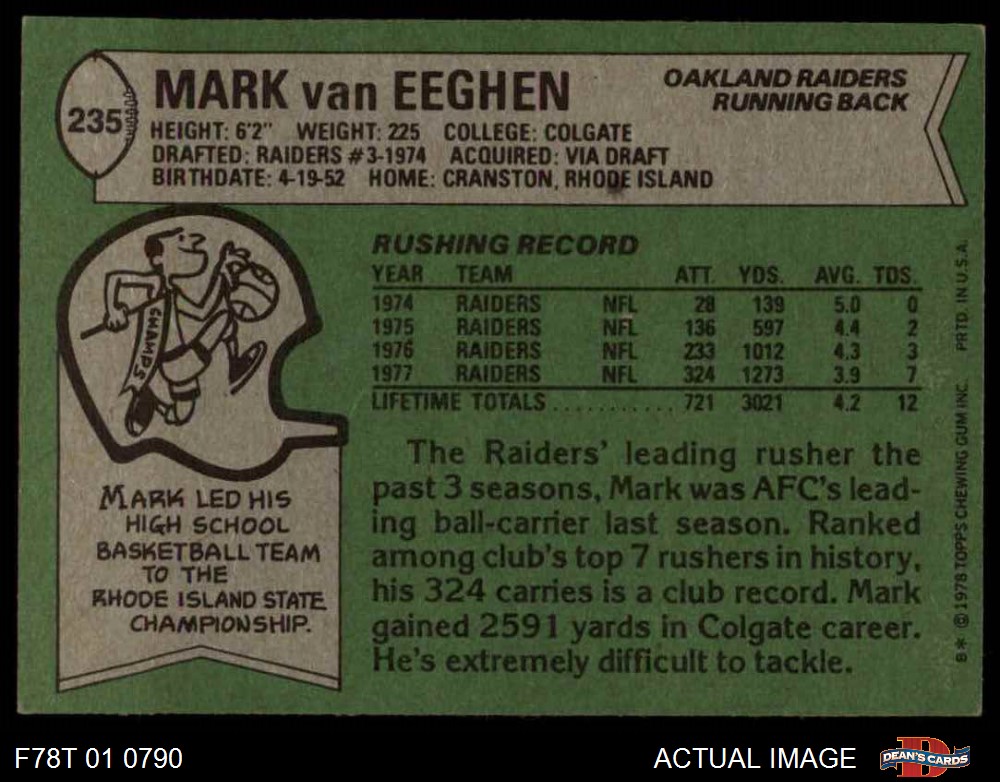 235
MARK van EEGHEN
OAKLAND RAIDERS
RUNNING BACK
HEIGHT: 6'2" WEIGHT: 225 COLLEGE: COLGATE
DRAFTED: RAIDERS #3-1974 ACQUIRED: VIA DRAFT
BIRTHDATE: 4-19-52 HOME: CRANSTON, RHODE ISLAND
CHAMPS
MARK LED HIS
HIGH SCHOOL
BASKETBALL TEAM
TO THE
RHODE ISLAND STATE
CHAMPIONSHIP.
RUSHING RECORD
YEAR TEAM ATT. YDS. AVG. TDS.
1974 RAIDERS NFL 28 139 5.0 0
1975 RAIDERS NFL 136 597 4.4 2
1976 RAIDERS NFL 233 1012 4.3 3
1977 RAIDERS NFL 324 1273 3.9 7
LIFETIME TOTALS........... 721 3021 4.2 12
The Raiders' leading rusher the
past 3 seasons, Mark was AFC's lead-
ing ball-carrier last season. Ranked
among club's top 7 rushers in history,
his 324 carries is a club record. Mark
gained 2591 yards in Colgate career.
He's extremely difficult to tackle.
B* © 1978 TOPPS CHEWING GUM INC. PRTD. IN U.S.A.
F78T 01 0790
ACTUAL IMAGE
DEAN'S CARDS